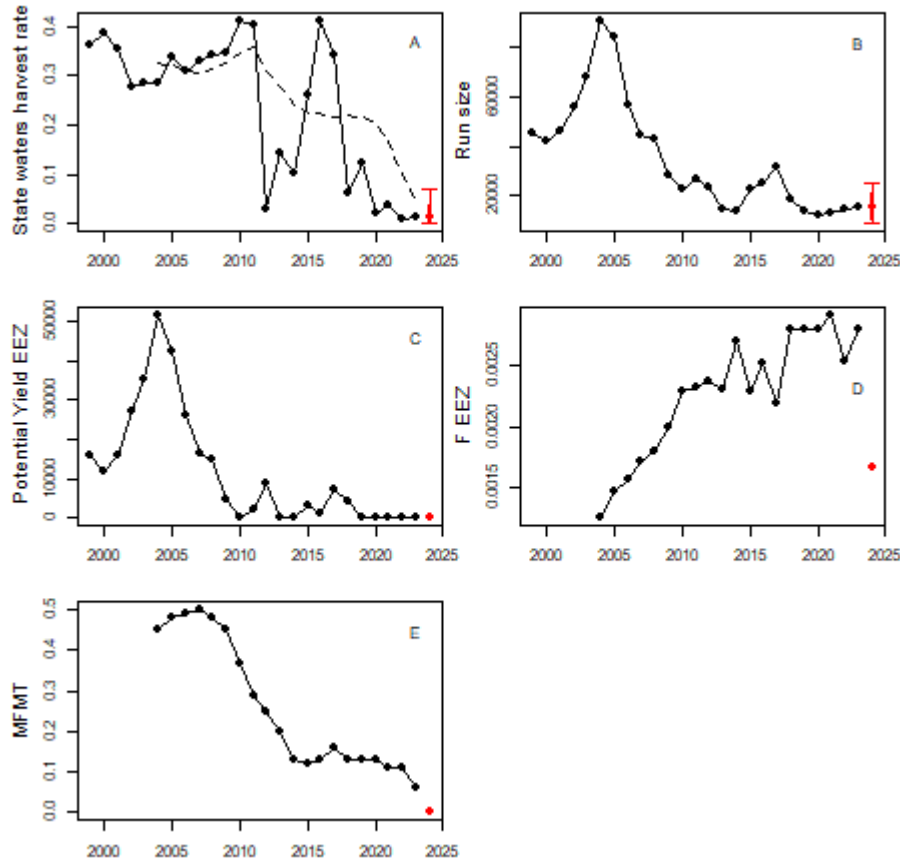 State waters harvest rate
0.4
0.3
0.2
0.1
0.0
A
2000 2005 2010 2015 2020 2025
Run size
60000
20000
B
2000 2005 2010 2015 2020 2025
Potential Yield EEZ
50000
30000
10000
0
C
2000 2005 2010 2015 2020 2025
F EEZ
0.0025
0.0020
0.0015
D
2000 2005 2010 2015 2020 2025
MFMT
0.5
0.4
0.3
0.2
0.1
0.0
E
2000 2005 2010 2015 2020 2025